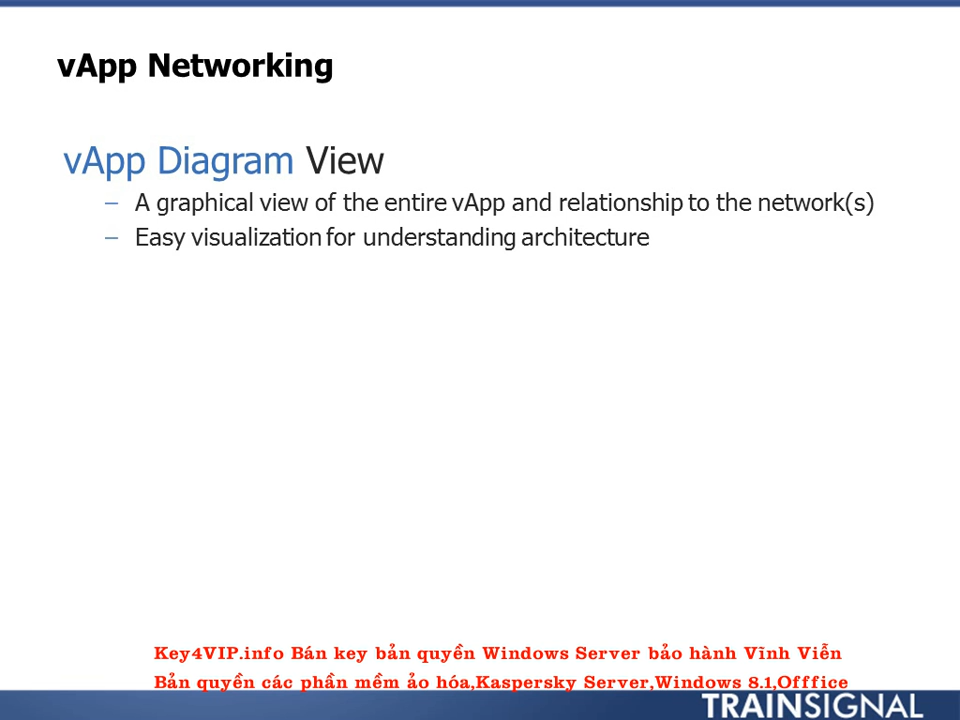 vApp Networking
vApp Diagram View
– A graphical view of the entire vApp and relationship to the network(s)
– Easy visualization for understanding architecture
Key4VIP.info Bán key bản quyền Windows Server bảo hành Vĩnh Viễn
Bản quyền các phần mềm ảo hóa,Kaspersky Server,Windows 8.1,Offfice
TRAINSIGNAL